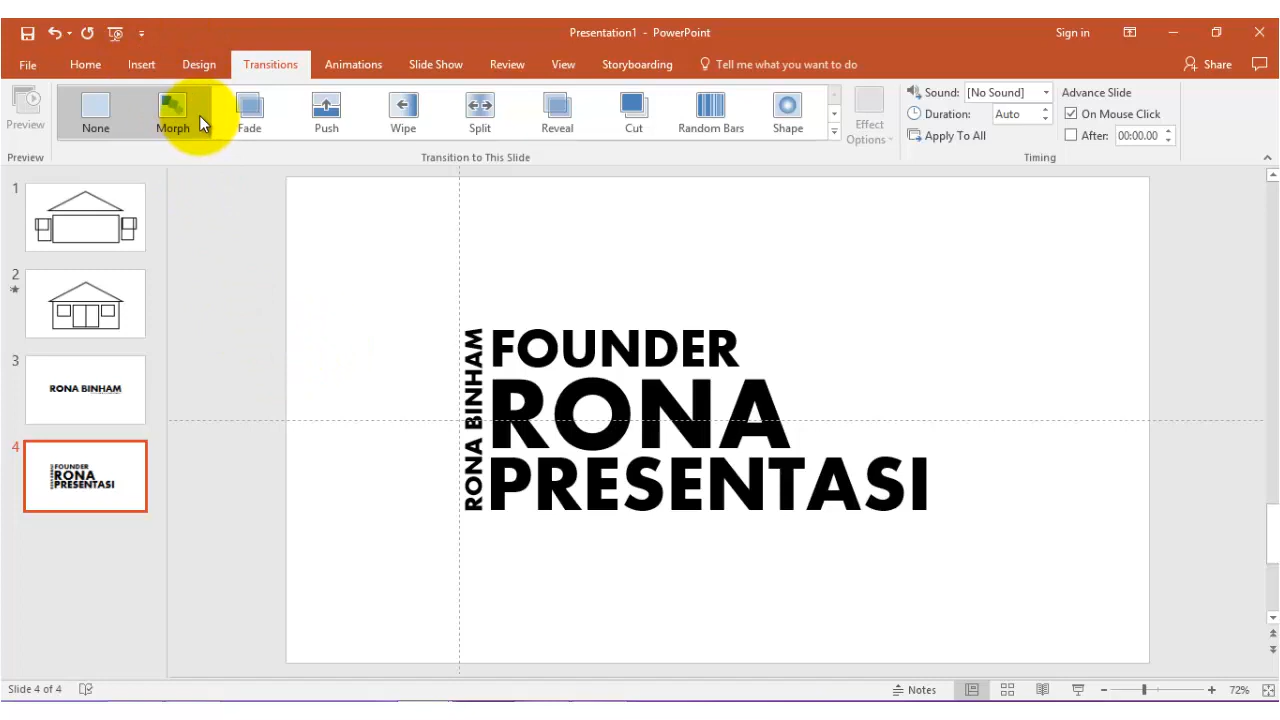 Presentation1 - PowerPoint
Sign in
File Home Insert Design Transitions Animations Slide Show Review View Storyboarding Tell me what you want to do Share
Preview None Morph Fade Push Wipe Split Reveal Cut Random Bars Shape Effect Options
Sound: [No Sound] Advance Slide
Duration: Auto On Mouse Click
Apply To All After: 00:00.00
Preview Transition to This Slide Timing
1
2
3
RONA BINHAM
4
FOUNDER
RONA
PRESENTASI
RONA BINHAM
FOUNDER
RONA
PRESENTASI
Slide 4 of 4 Notes 72%